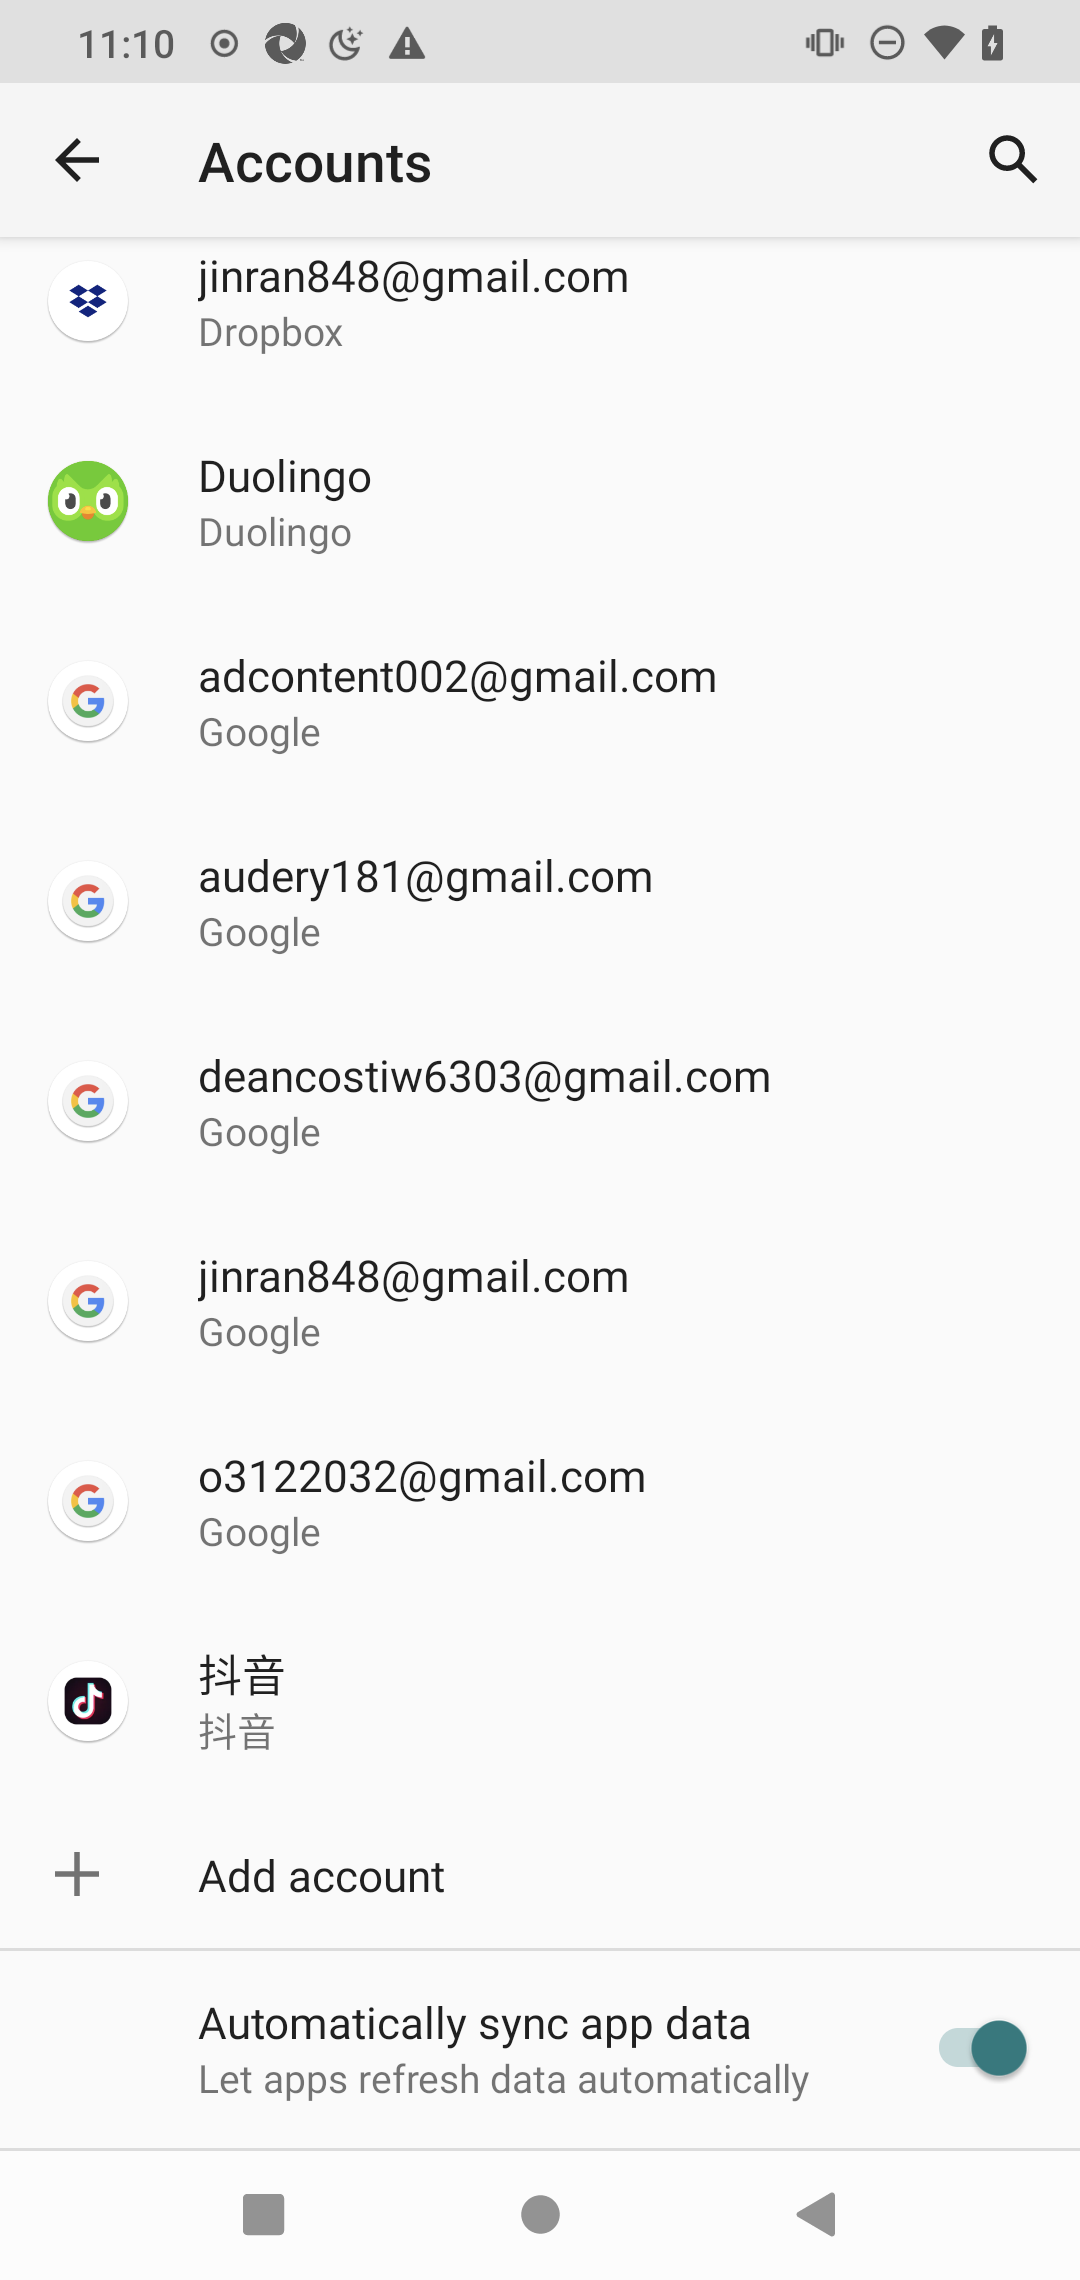 11:10
Accounts
jinran848@gmail.com
Dropbox
Duolingo
Duolingo
adcontent002@gmail.com
Google
audery181@gmail.com
Google
deancostiw6303@gmail.com
Google
jinran848@gmail.com
Google
o3122032@gmail.com
Google
抖音
抖音
Add account
Automatically sync app data
Let apps refresh data automatically